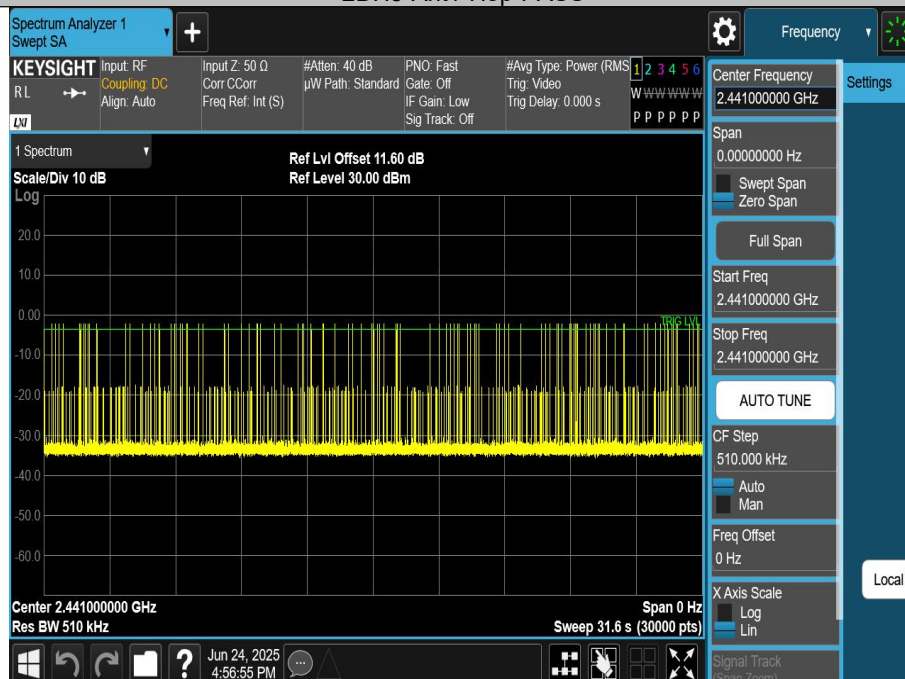 Spectrum Analyzer 1
Swept SA
Frequency
KEYSIGHT
RL
LXI
Input: RF
Coupling: DC
Align: Auto
Input Z: 50 Ω
Corr CCorr
Freq Ref: Int (S)
#Atten: 40 dB
µW Path: Standard
PNO: Fast
Gate: Off
IF Gain: Low
Sig Track: Off
#Avg Type: Power (RMS
Trig: Video
Trig Delay: 0.000 s
1 2 3 4 5 6
W W W W W W
P P P P P P
1 Spectrum
Scale/Div 10 dB
Log
Ref Lvl Offset 11.60 dB
Ref Level 30.00 dBm
20.0
10.0
0.00
-10.0
-20.0
-30.0
-40.0
-50.0
-60.0
TRIG LVL
Center 2.441000000 GHz
Res BW 510 kHz
Span 0 Hz
Sweep 31.6 s (30000 pts)
Center Frequency
2.441000000 GHz
Settings
Span
0.00000000 Hz
Swept Span
Zero Span
Full Span
Start Freq
2.441000000 GHz
Stop Freq
2.441000000 GHz
AUTO TUNE
CF Step
510.000 kHz
Auto
Man
Freq Offset
0 Hz
X Axis Scale
Log
Lin
Local
Signal Track
(Span Zoom)
?
Jun 24, 2025
4:56:55 PM